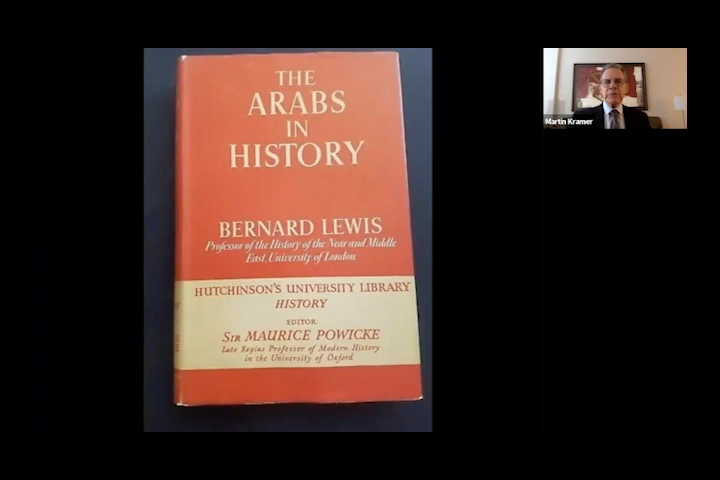 THE
ARABS
IN
HISTORY
BERNARD LEWIS
Professor of the History of the Near and Middle
East, University of London
HUTCHINSON'S UNIVERSITY LIBRARY
HISTORY
EDITOR:
SIR MAURICE POWICKE
Late Regius Professor of Modern History
in the University of Oxford
Martin Kramer